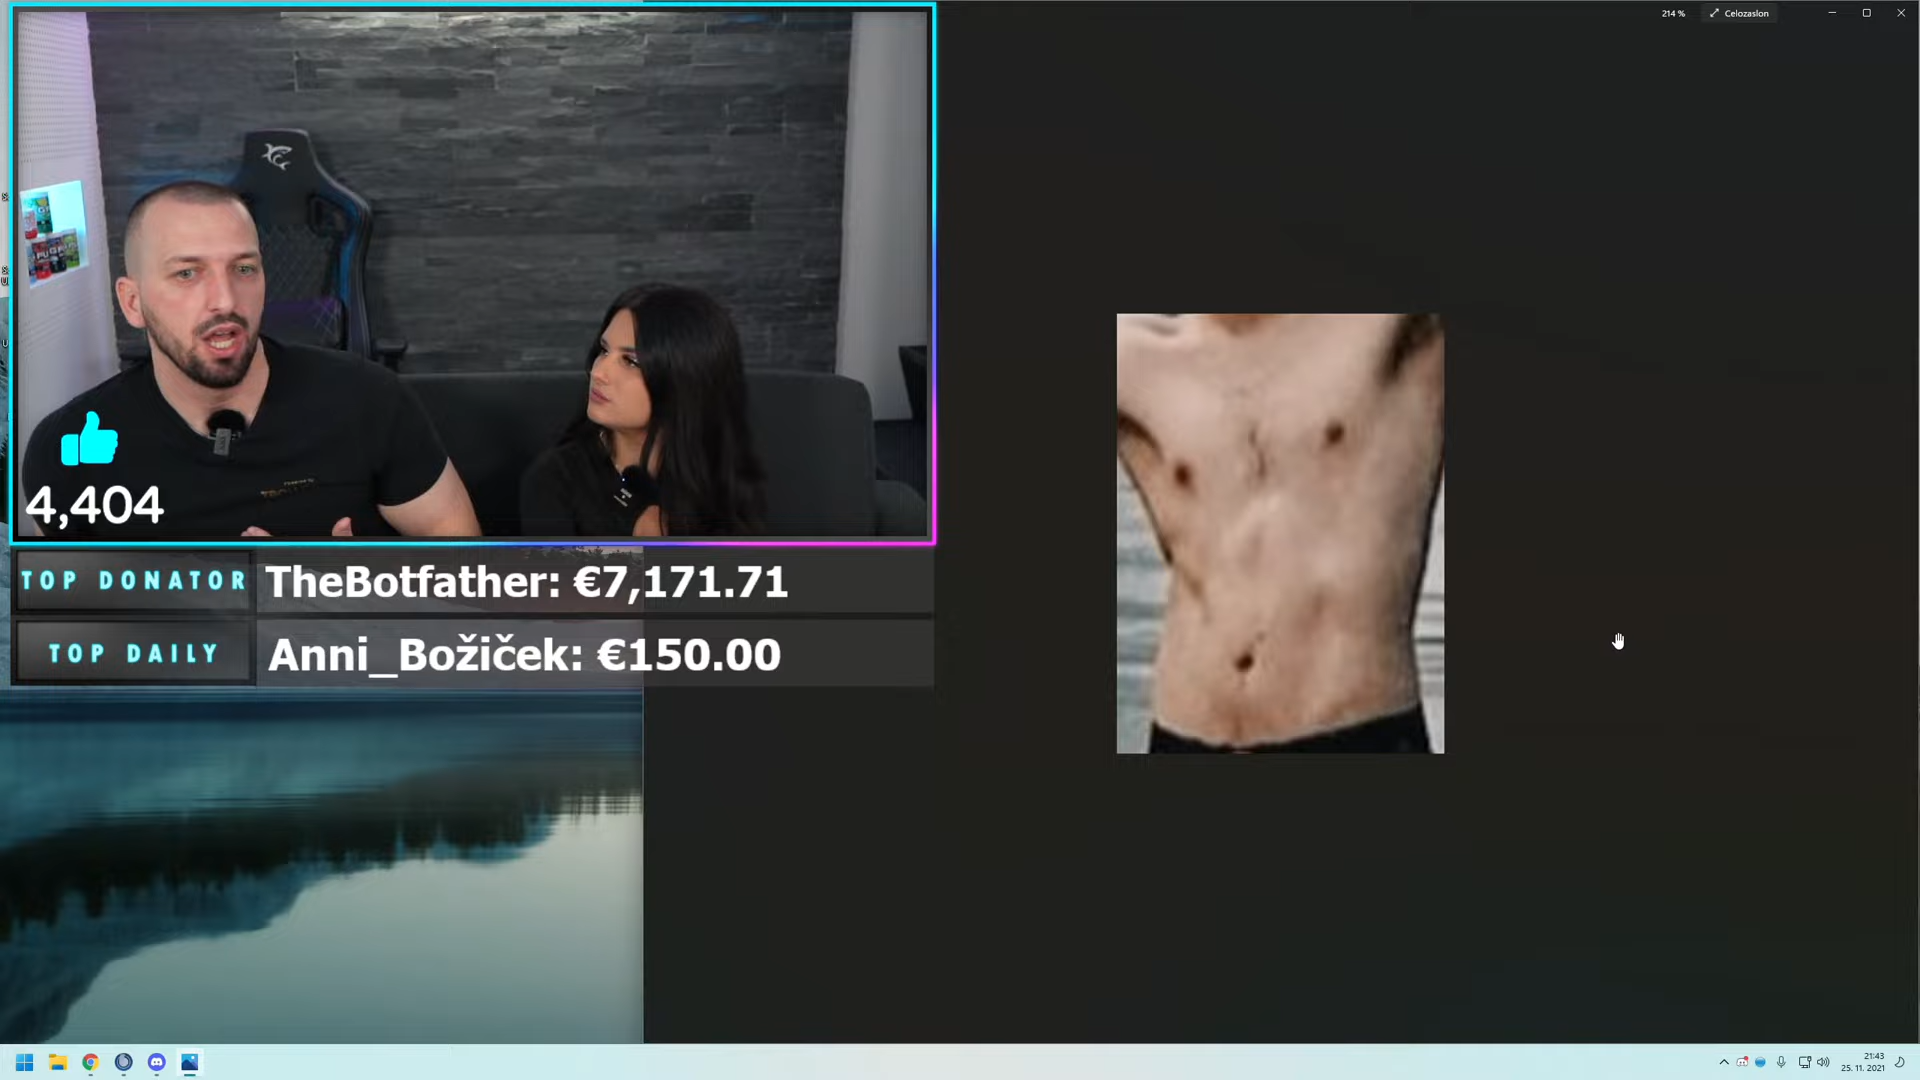 214 %
Celozaslon
4,404
TOP DONATOR
TheBotfather: €7,171.71
TOP DAILY
Anni_Božiček: €150.00
21:43
25. 11. 2021